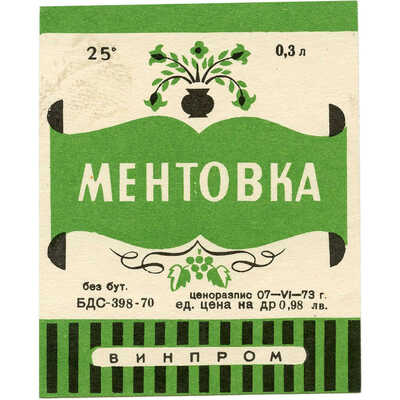 25° 0,3 л
МЕНТОВКА
без бут. ценоразпис 07—VI—73 г.
БДС-398-70 ед. цена на др 0,98 лв.
ВИНПРОМ